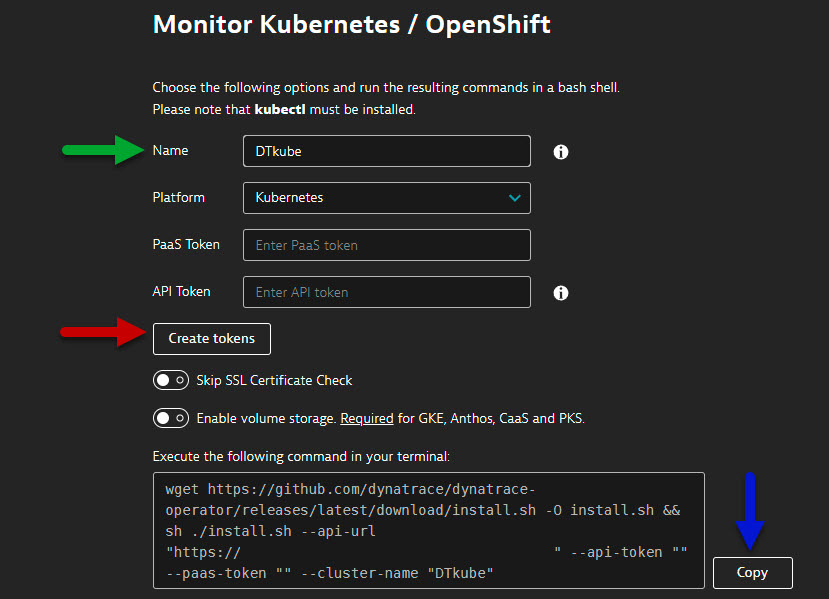 Monitor Kubernetes / OpenShift
Choose the following options and run the resulting commands in a bash shell.
Please note that kubectl must be installed.
Name
DTkube
Platform
Kubernetes
PaaS Token
Enter PaaS token
API Token
Enter API token
Create tokens
Skip SSL Certificate Check
Enable volume storage. Required for GKE, Anthos, CaaS and PKS.
Execute the following command in your terminal:
wget https://github.com/dynatrace/dynatrace-
operator/releases/latest/download/install.sh -O install.sh &&
sh ./install.sh --api-url
"https:// " --api-token ""
--paas-token "" --cluster-name "DTkube"
Copy